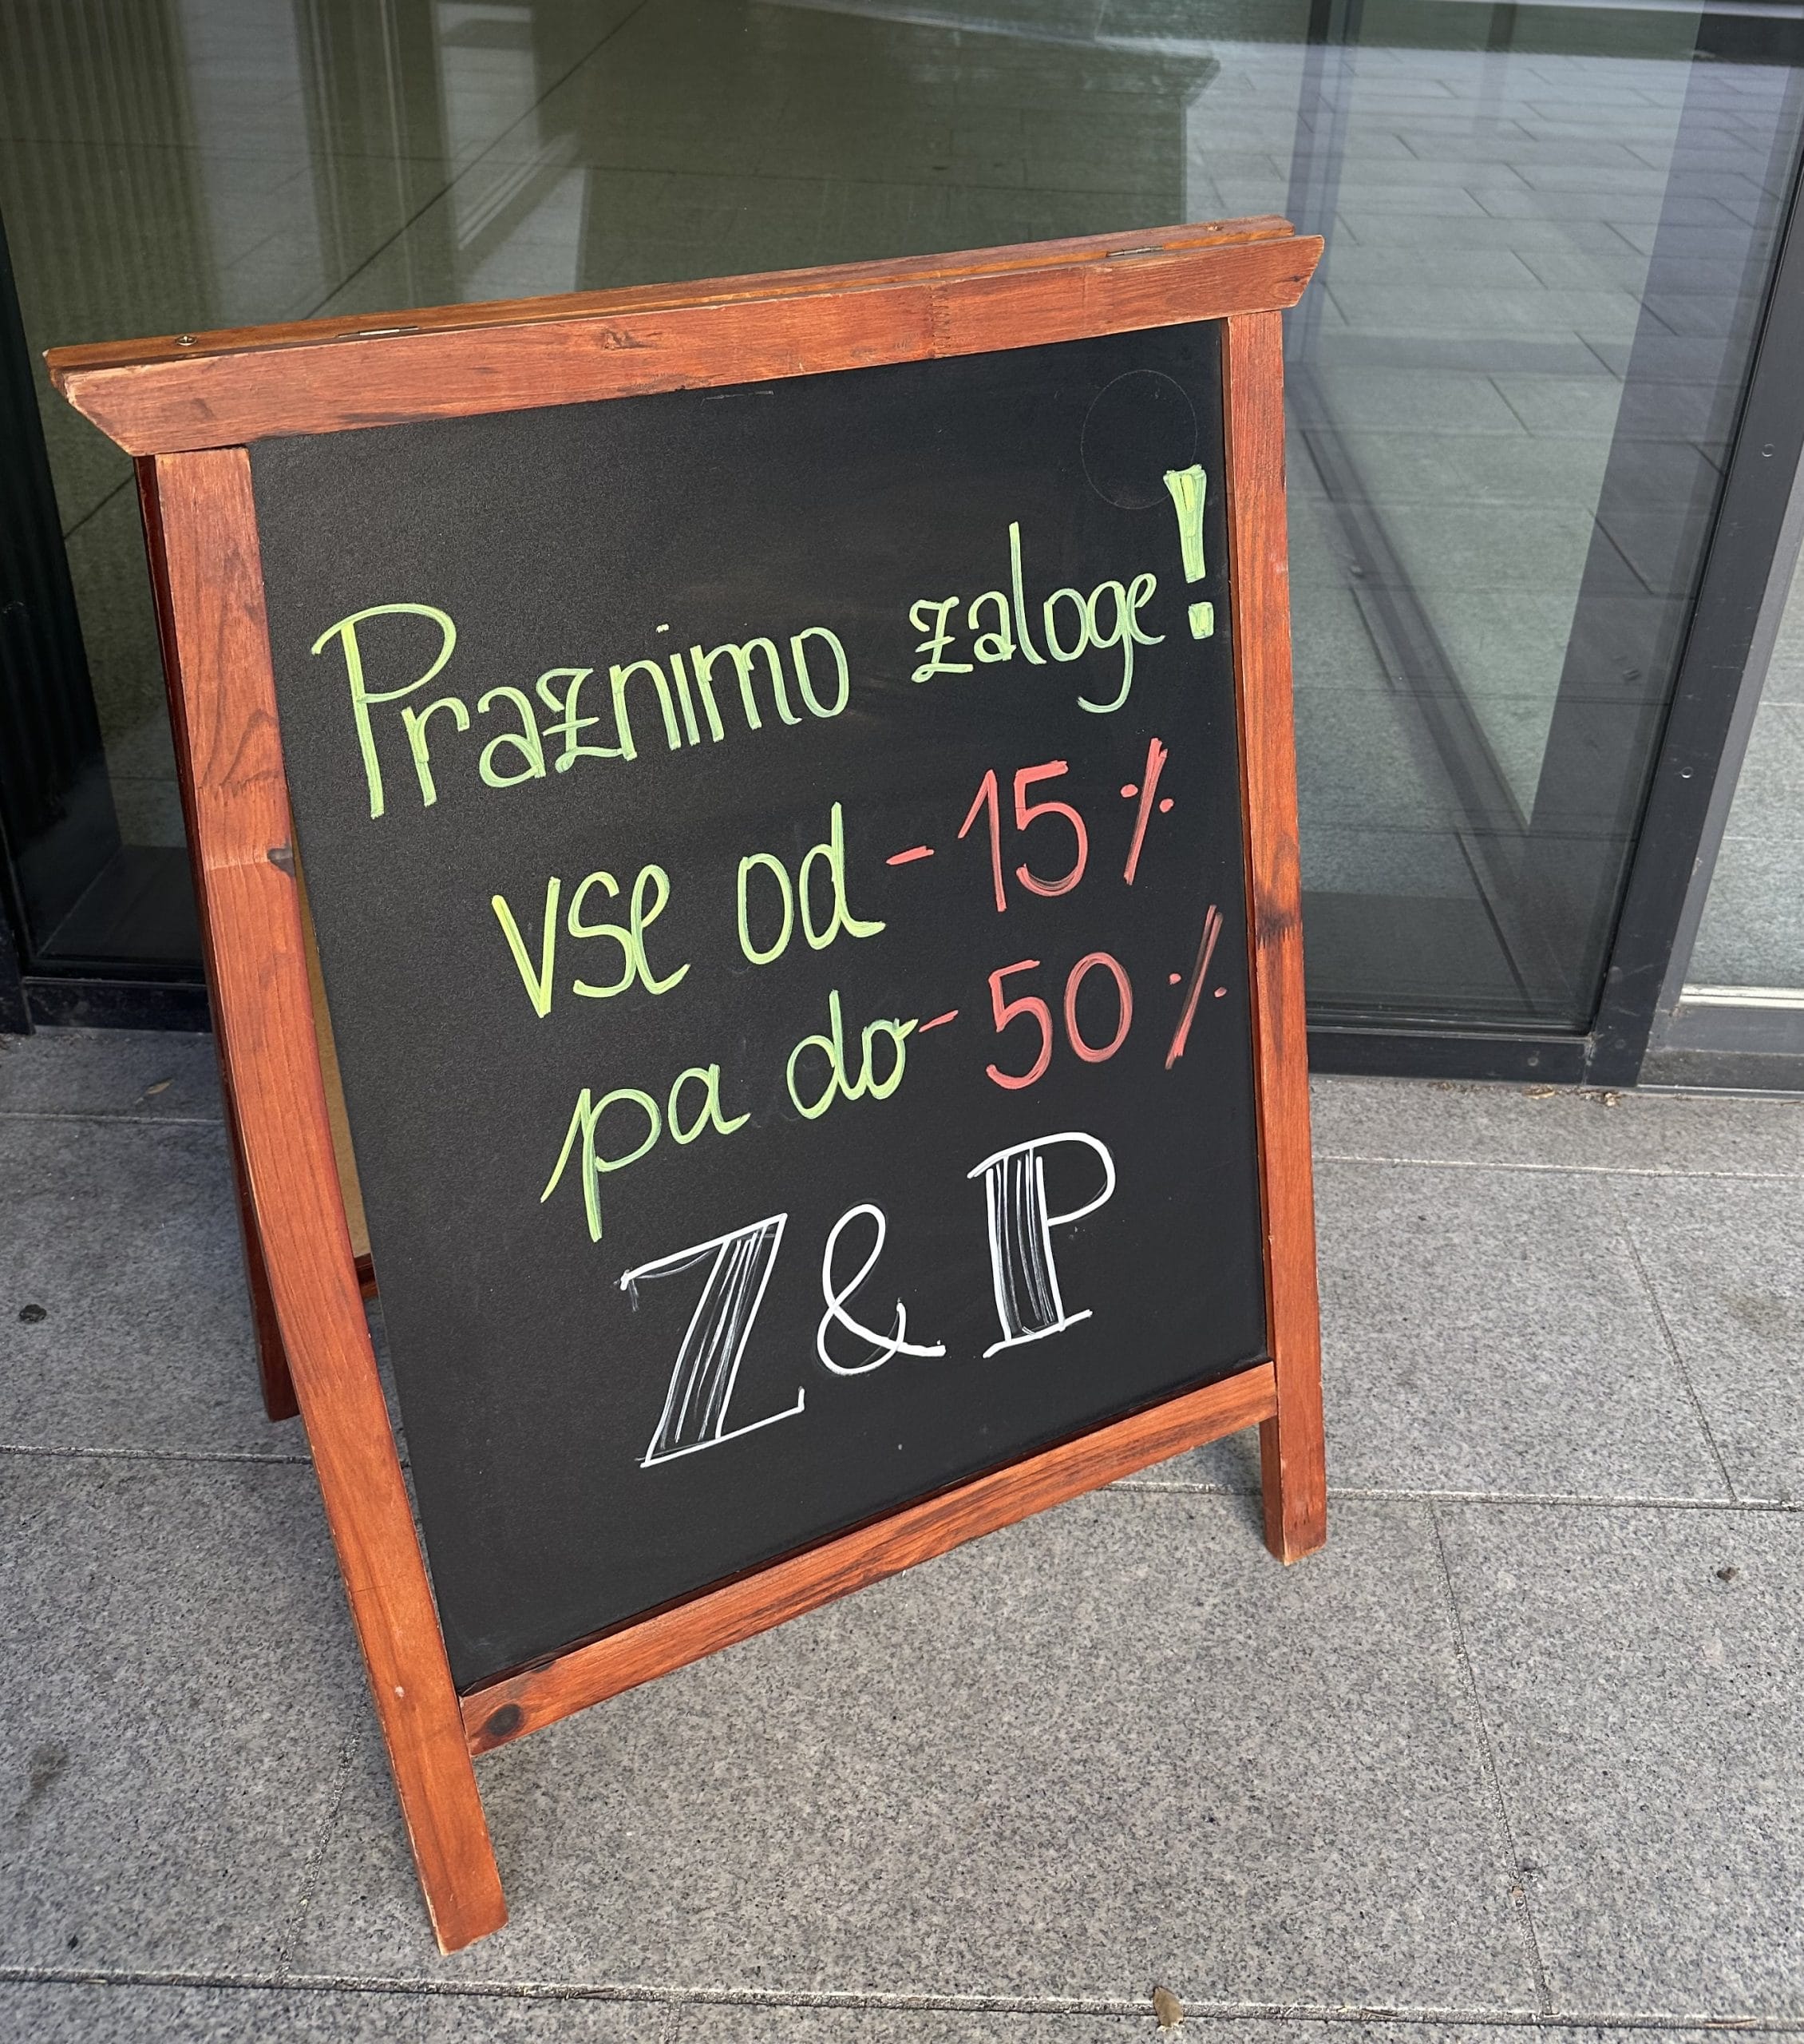 Praznimo zaloge!
vse od -15%
pa do -50%
Z&P